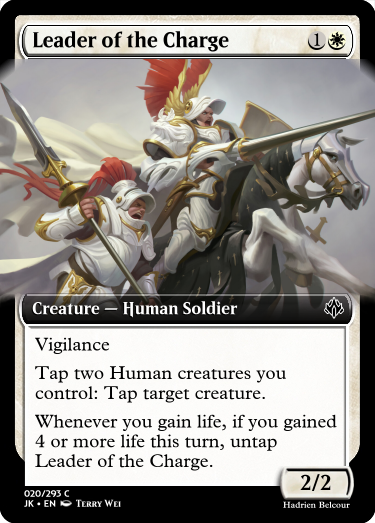 Leader of the Charge 1
Creature — Human Soldier
Vigilance
Tap two Human creatures you
control: Tap target creature.
Whenever you gain life, if you gained
4 or more life this turn, untap
Leader of the Charge.
2/2
020/293 C
JK • EN Terry Wei
Hadrien Belcour